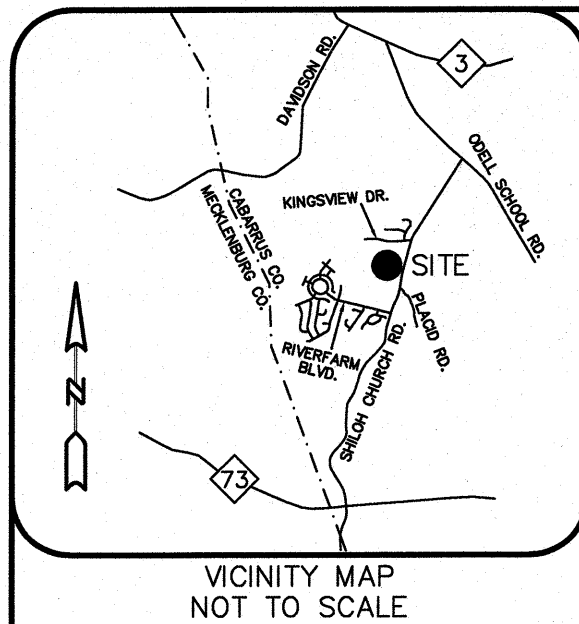 3
DAVIDSON RD.
ODELL SCHOOL RD.
CABARRUS CO.
MECKLENBURG CO.
KINGSVIEW DR.
SITE
PLACID RD.
RIVERFARM
BLVD.
SHILOH CHURCH RD.
N
73
VICINITY MAP
NOT TO SCALE